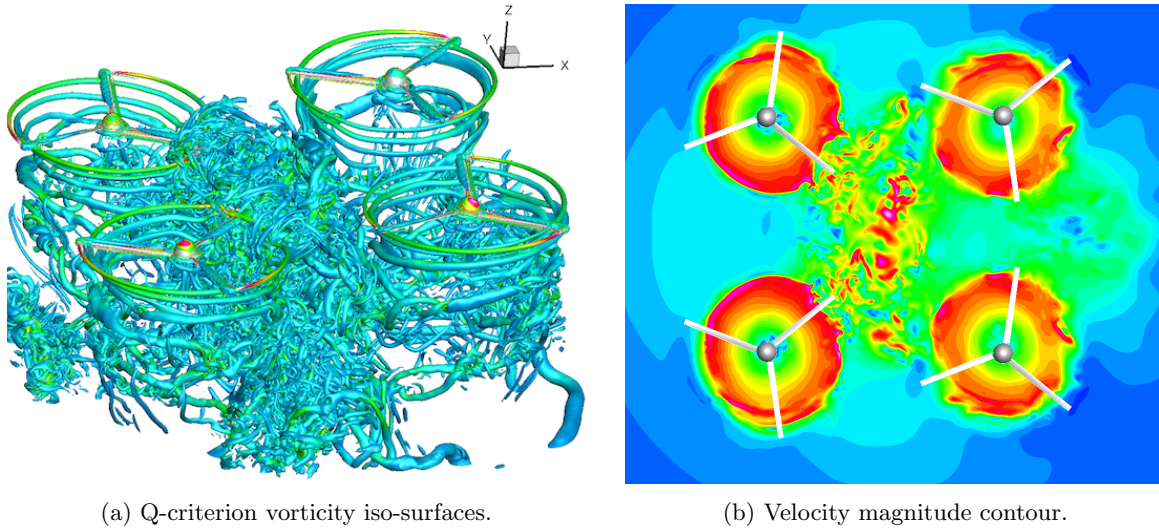 Z
Y
X
(a) Q-criterion vorticity iso-surfaces.
(b) Velocity magnitude contour.